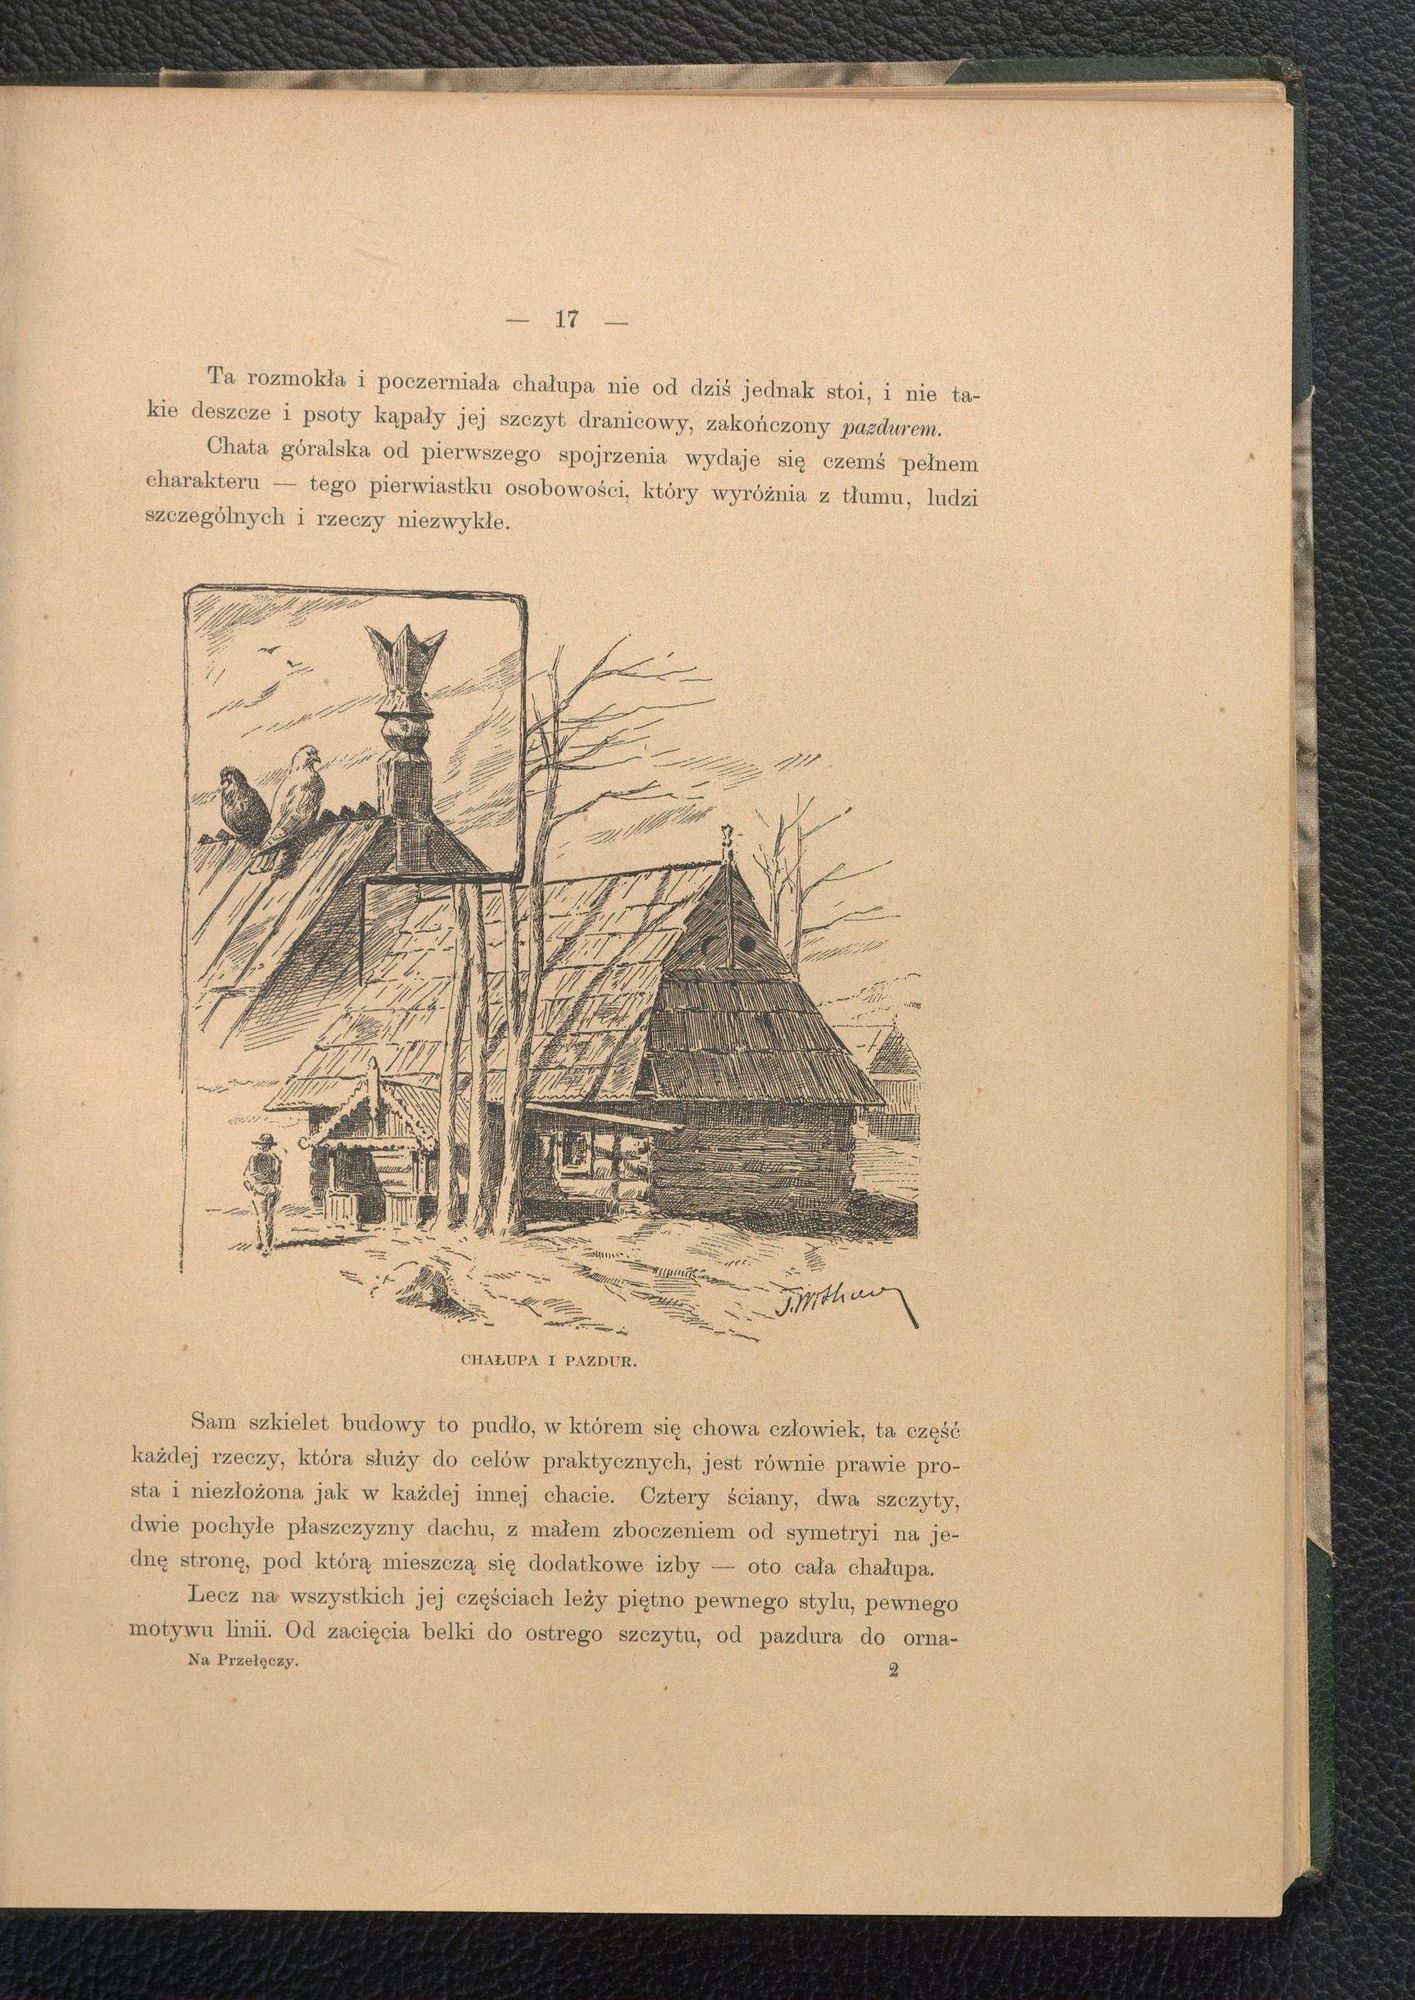 — 17 —
Ta rozmokła i poczerniała chałupa nie od dziś jednak stoi, i nie ta-
kie deszcze i psoty kąpały jej szczyt dranicowy, zakończony pazdurem.
Chata góralska od pierwszego spojrzenia wydaje się czemś pełnem
charakteru — tego pierwiastku osobowości, który wyróżnia z tłumu, ludzi
szczególnych i rzeczy niezwykłe.
CHAŁUPA I PAZDUR.
Sam szkielet budowy to pudło, w którem się chowa człowiek, ta część
każdej rzeczy, która służy do celów praktycznych, jest równie prawie pro-
sta i niezłożona jak w każdej innej chacie. Cztery ściany, dwa szczyty,
dwie pochyłe płaszczyzny dachu, z małem zboczeniem od symetryi na je-
dnę stronę, pod którą mieszczą się dodatkowe izby — oto cała chałupa.
Lecz na wszystkich jej częściach leży piętno pewnego stylu, pewnego
motywu linii. Od zacięcia belki do ostrego szczytu, od pazdura do orna-
Na Przełęczy. 2